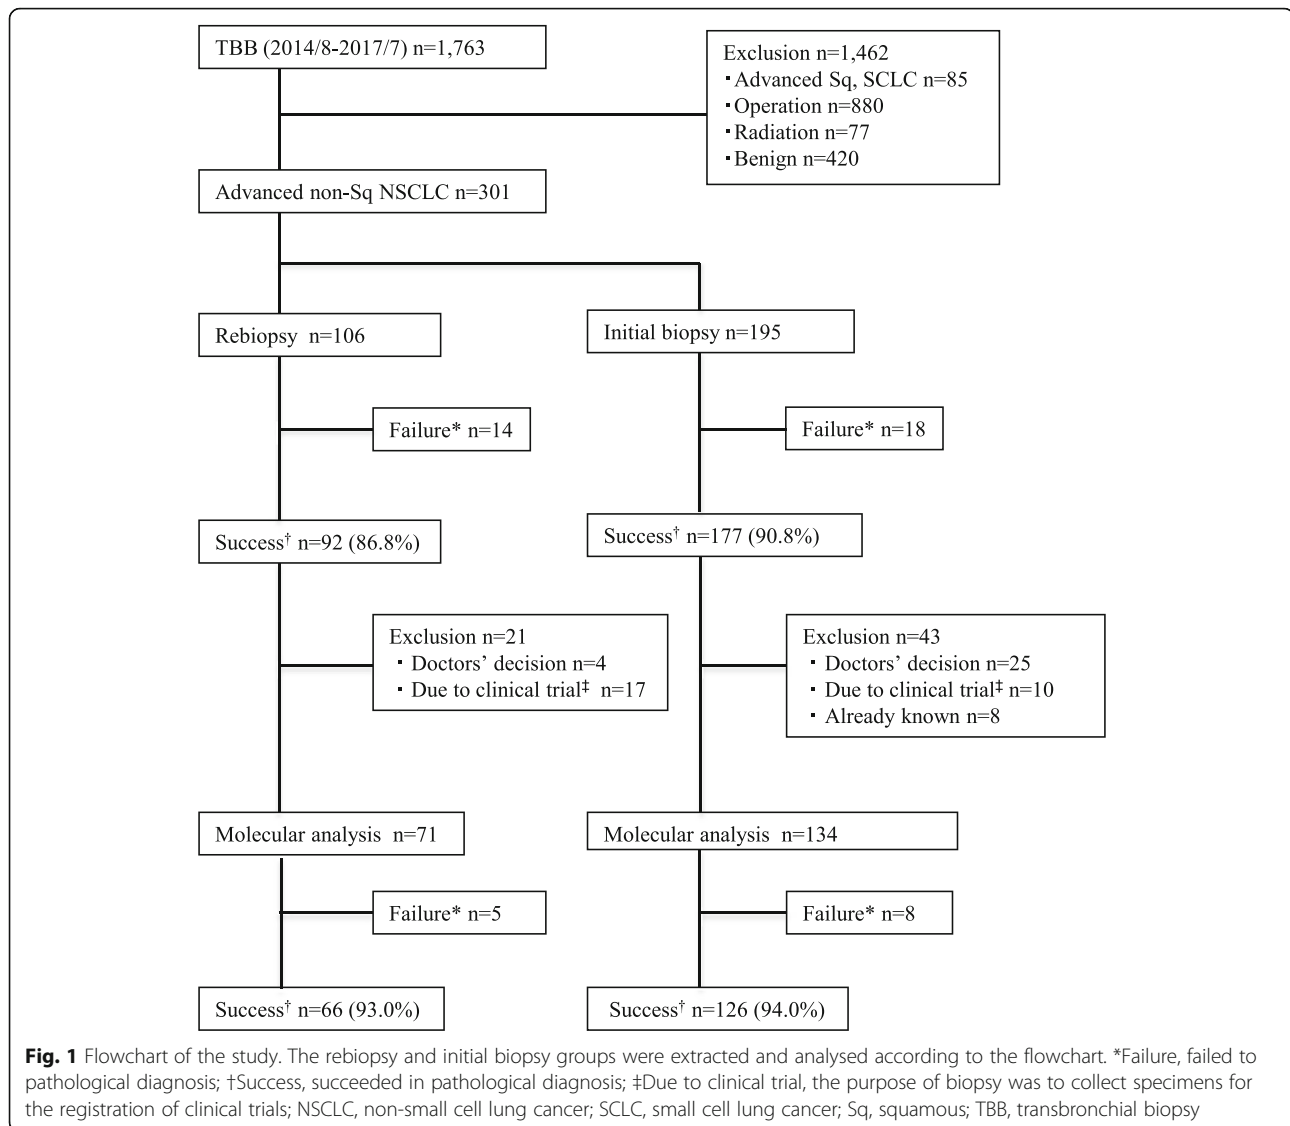 TBB (2014/8-2017/7) n=1,763
Exclusion n=1,462
・Advanced Sq, SCLC n=85
・Operation n=880
・Radiation n=77
・Benign n=420
Advanced non-Sq NSCLC n=301
Rebiopsy n=106
Initial biopsy n=195
Failure* n=14
Failure* n=18
Success† n=92 (86.8%)
Success† n=177 (90.8%)
Exclusion n=21
・Doctors’ decision n=4
・Due to clinical trial‡ n=17
Exclusion n=43
・Doctors’ decision n=25
・Due to clinical trial‡ n=10
・Already known n=8
Molecular analysis n=71
Molecular analysis n=134
Failure* n=5
Failure* n=8
Success† n=66 (93.0%)
Success† n=126 (94.0%)
Fig. 1 Flowchart of the study. The rebiopsy and initial biopsy groups were extracted and analysed according to the flowchart. *Failure, failed to
pathological diagnosis; †Success, succeeded in pathological diagnosis; ‡Due to clinical trial, the purpose of biopsy was to collect specimens for
the registration of clinical trials; NSCLC, non-small cell lung cancer; SCLC, small cell lung cancer; Sq, squamous; TBB, transbronchial biopsy